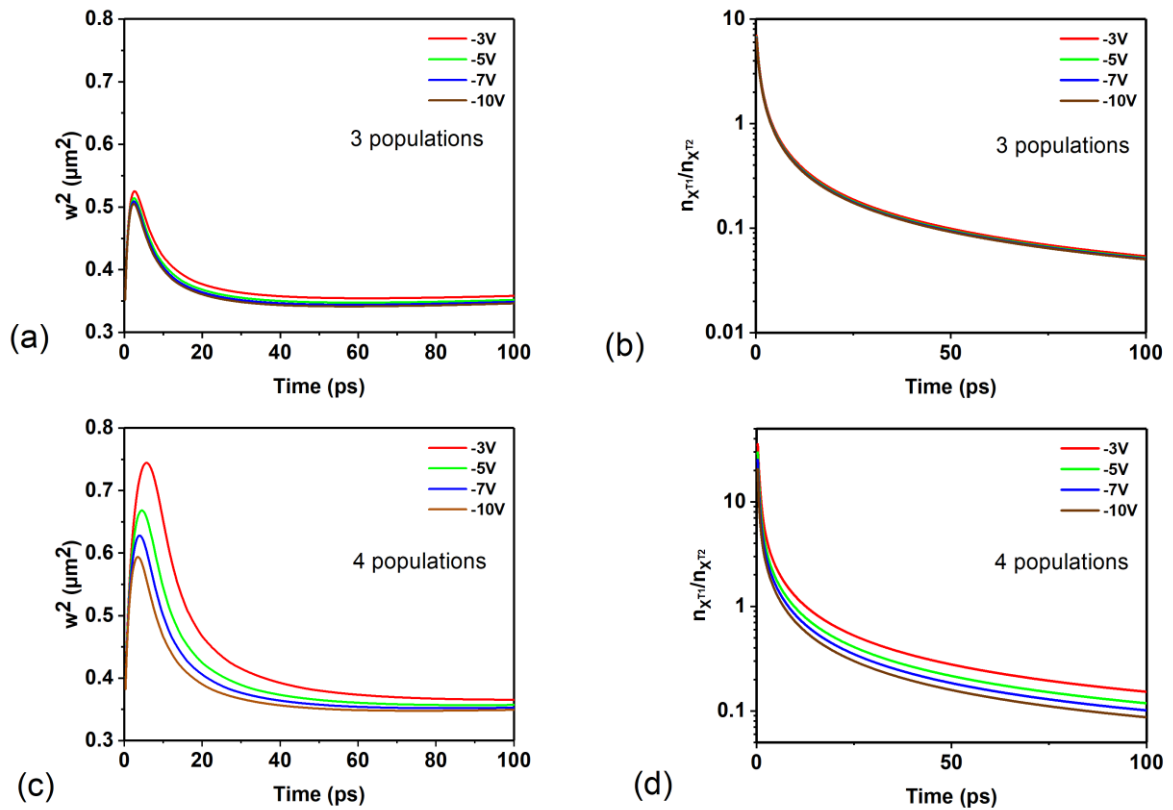 0.8
0.7
0.6
0.5
0.4
0.3
w² (µm²)
-3V
-5V
-7V
-10V
3 populations
0 20 40 60 80 100
Time (ps)
(a)
10
1
0.1
0.01
n_{X^{T1}}/n_{X^{T2}}
-3V
-5V
-7V
-10V
3 populations
0 50 100
Time (ps)
(b)
0.8
0.7
0.6
0.5
0.4
0.3
w² (µm²)
-3V
-5V
-7V
-10V
4 populations
0 20 40 60 80 100
Time (ps)
(c)
10
1
0.1
n_{X^{T1}}/n_{X^{T2}}
-3V
-5V
-7V
-10V
4 populations
0 50 100
Time (ps)
(d)